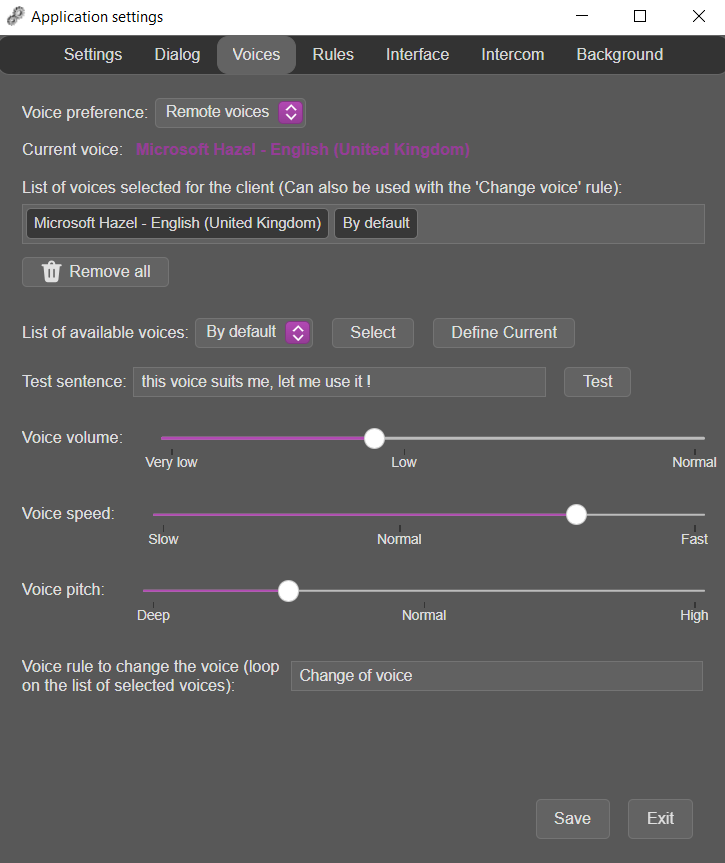 Application settings
Settings Dialog Voices Rules Interface Intercom Background
Voice preference: Remote voices
Current voice: Microsoft Hazel - English (United Kingdom)
List of voices selected for the client (Can also be used with the 'Change voice' rule):
Microsoft Hazel - English (United Kingdom) By default
Remove all
List of available voices: By default Select Define Current
Test sentence: this voice suits me, let me use it ! Test
Voice volume:
Very low Low Normal
Voice speed:
Slow Normal Fast
Voice pitch:
Deep Normal High
Voice rule to change the voice (loop
on the list of selected voices): Change of voice
Save Exit